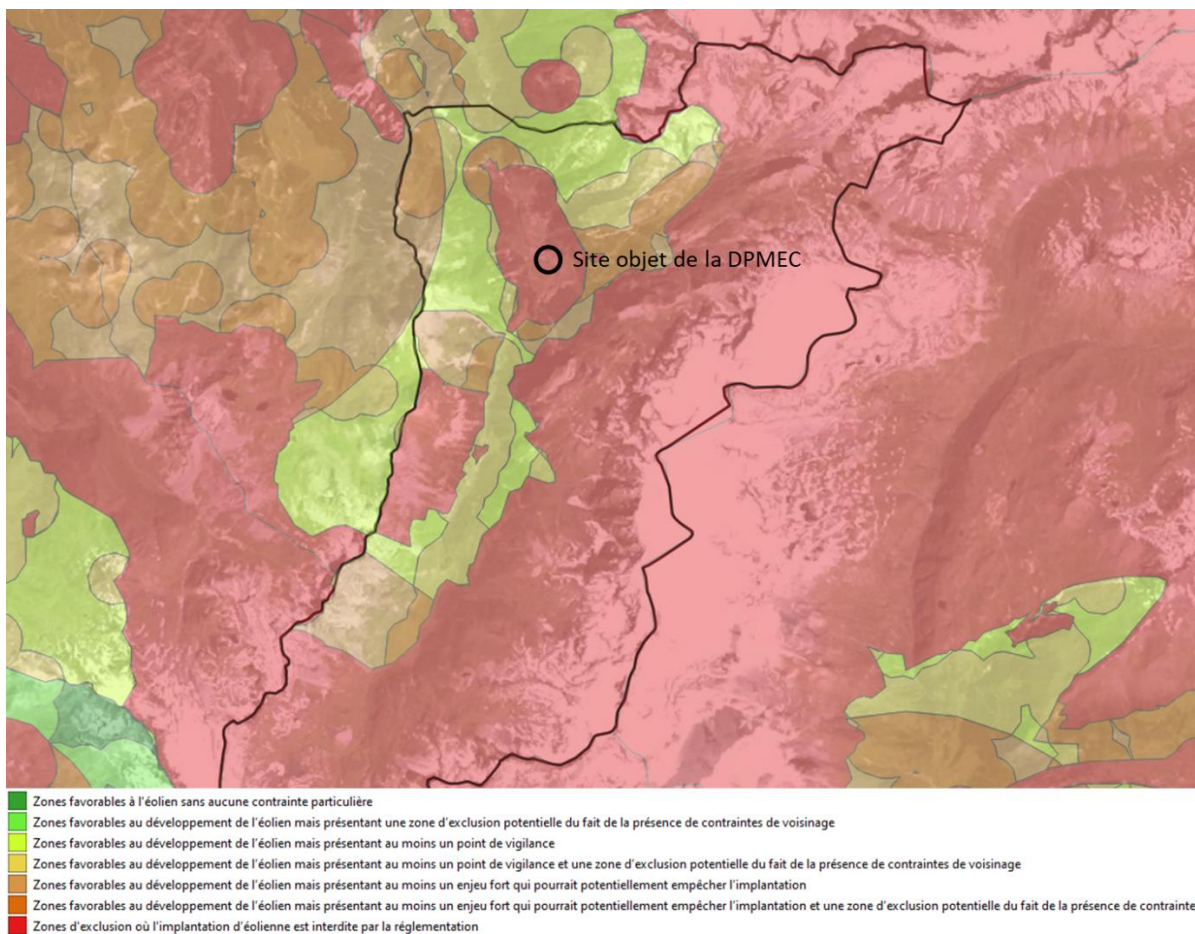 Site objet de la DPMEC
Zones favorables à l'éolien sans aucune contrainte particulière
Zones favorables au développement de l'éolien mais présentant une zone d'exclusion potentielle du fait de la présence de contraintes de voisinage
Zones favorables au développement de l'éolien mais présentant au moins un point de vigilance
Zones favorables au développement de l'éolien mais présentant au moins un point de vigilance et une zone d'exclusion potentielle du fait de la présence de contraintes de voisinage
Zones favorables au développement de l'éolien mais présentant au moins un enjeu fort qui pourrait potentiellement empêcher l'implantation
Zones favorables au développement de l'éolien mais présentant au moins un enjeu fort qui pourrait potentiellement empêcher l'implantation et une zone d'exclusion potentielle du fait de la présence de contrainte
Zones d'exclusion où l'implantation d'éolienne est interdite par la réglementation